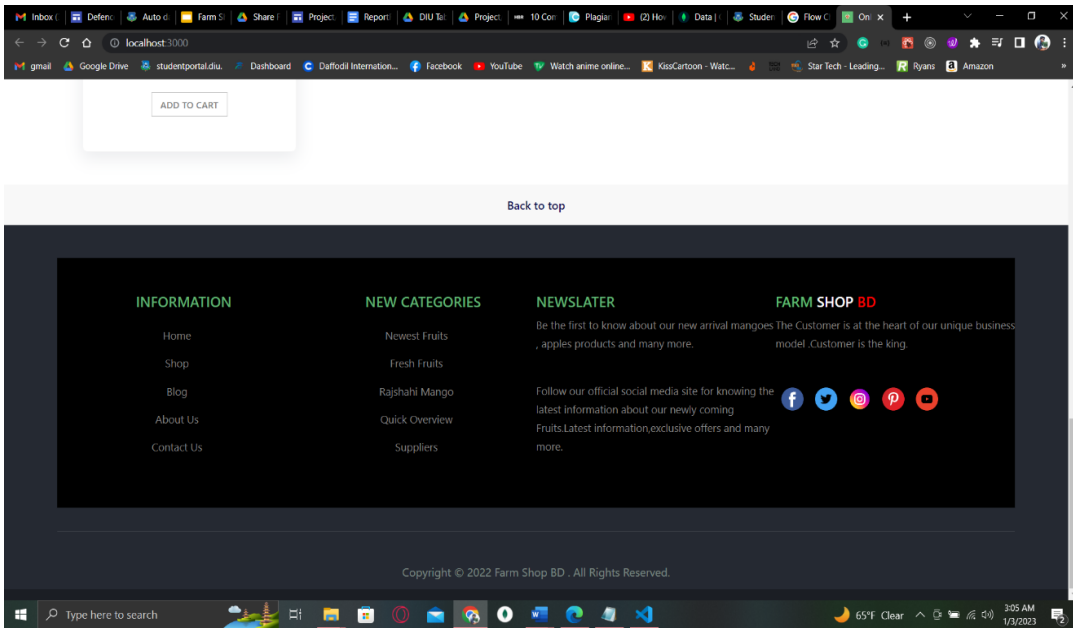 Inbox (
Defenc
Auto d
Farm S
Share F
Project
Reporti
DIU Tal
Project,
10 Com
Plagiar
(2) Hov
Data | (
Studen
Flow C
Onl
localhost:3000
gmail
Google Drive
studentportal.diu.
Dashboard
Daffodil Internation...
Facebook
YouTube
Watch anime online...
KissCartoon - Watc...
Star Tech - Leading...
Ryans
Amazon
ADD TO CART
Back to top
INFORMATION
Home
Shop
Blog
About Us
Contact Us
NEW CATEGORIES
Newest Fruits
Fresh Fruits
Rajshahi Mango
Quick Overview
Suppliers
NEWSLATER
Be the first to know about our new arrival mangoes
, apples products and many more.
Follow our official social media site for knowing the
latest information about our newly coming
Fruits.Latest information,exclusive offers and many
more.
FARM SHOP BD
The Customer is at the heart of our unique business
model .Customer is the king.
Copyright © 2022 Farm Shop BD . All Rights Reserved.
Type here to search
65°F Clear
3:05 AM
1/3/2023